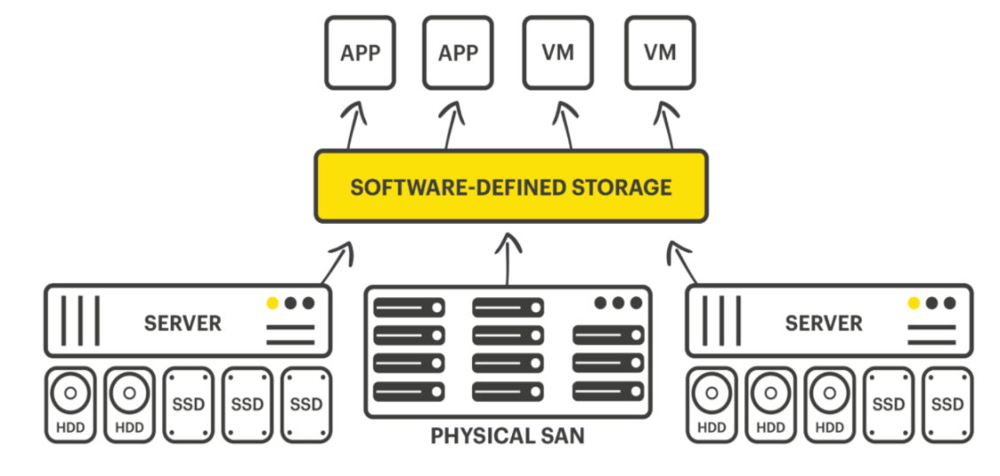 APP
APP
VM
VM
SOFTWARE-DEFINED STORAGE
SERVER
SERVER
HDD
HDD
SSD
SSD
SSD
HDD
HDD
HDD
SSD
SSD
PHYSICAL SAN